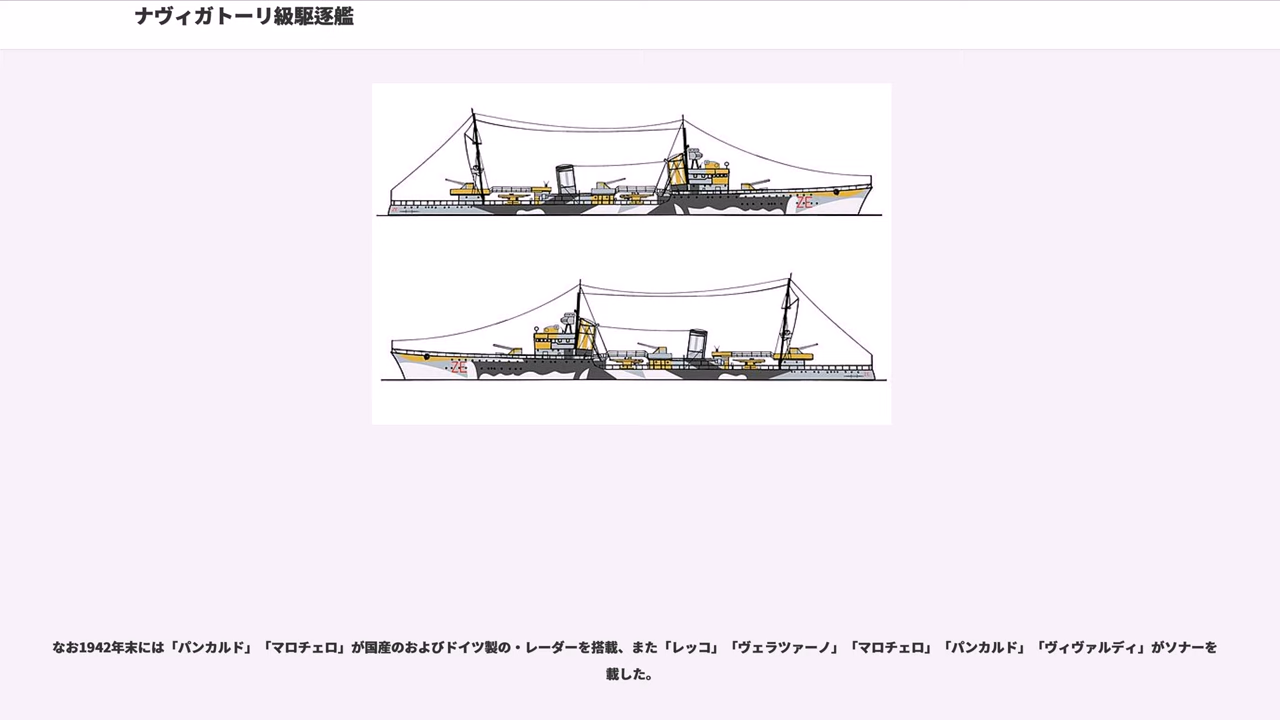 ナヴィガトーリ級駆逐艦
ZE
ZE
なお1942年末には「パンカルド」「マロチェロ」が国産のおよびドイツ製の・レーダーを搭載、また「レッコ」「ヴェラツァーノ」「マロチェロ」「パンカルド」「ヴィヴァルディ」がソナーを
載した。